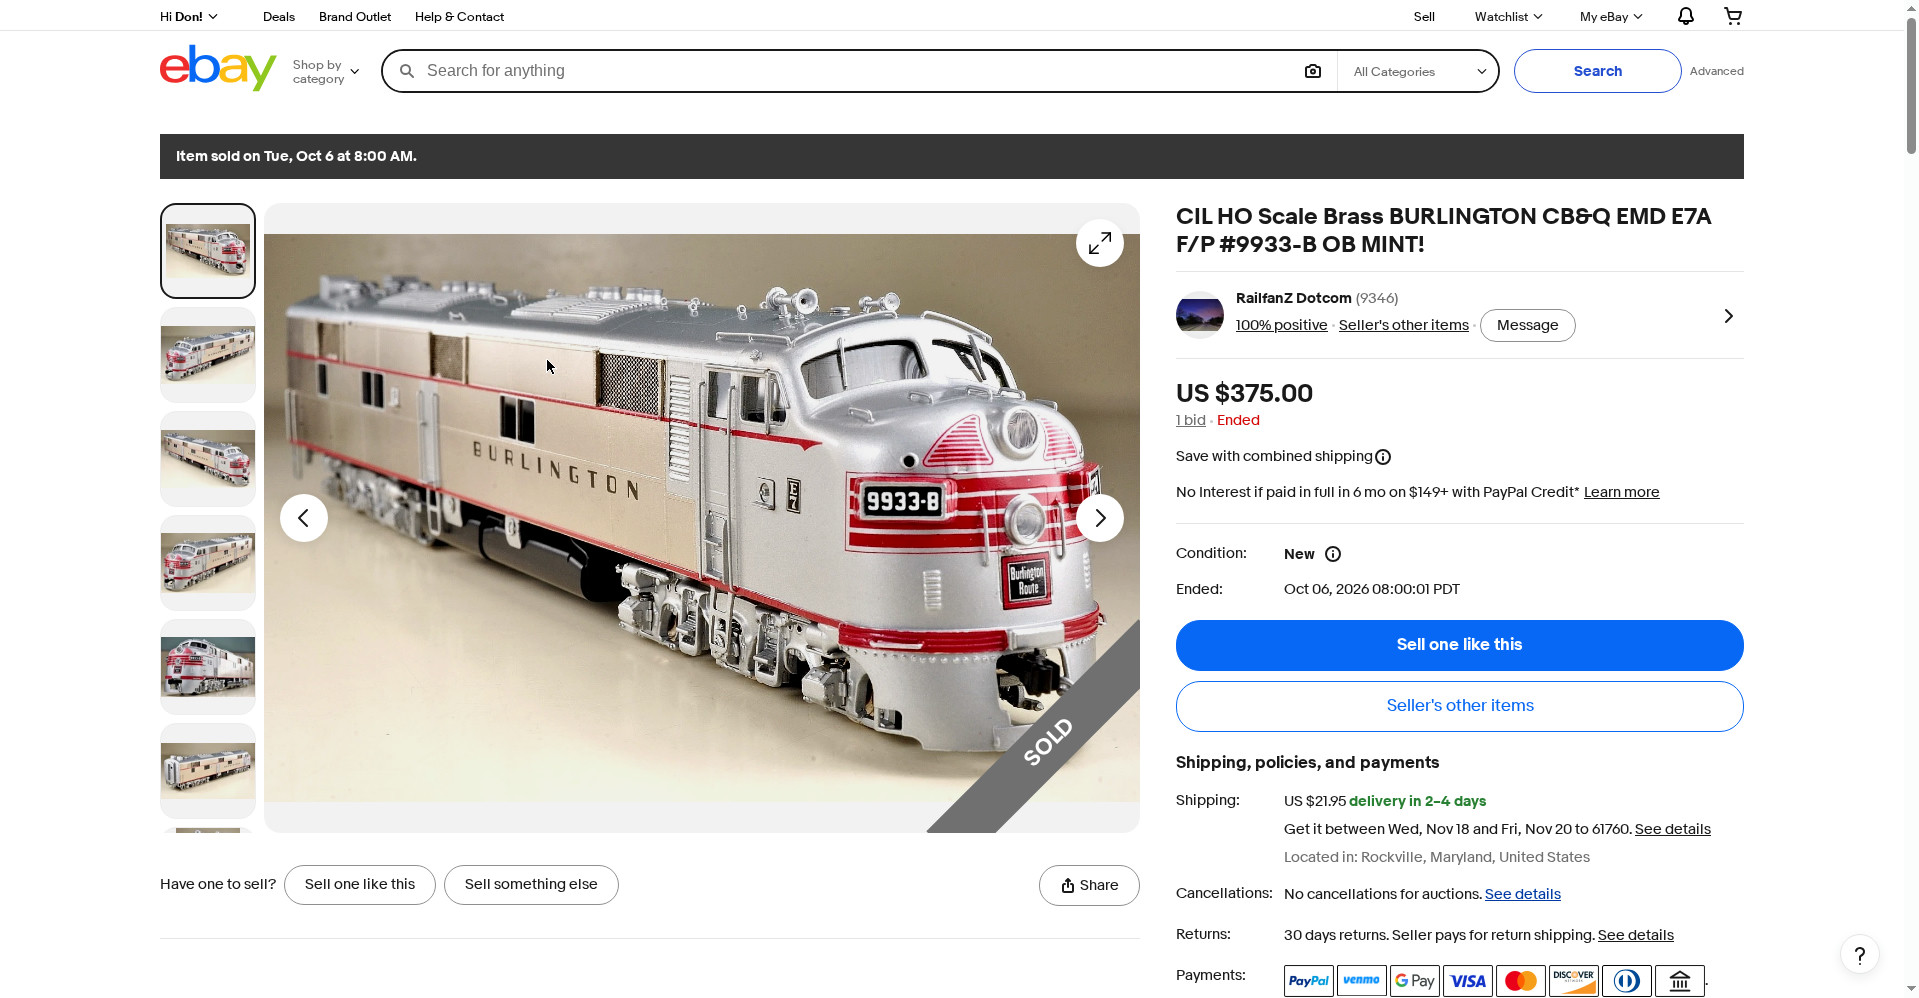 Hi Don!
Deals
Brand Outlet
Help & Contact
Sell
Watchlist
My eBay
ebay
Shop by category
Search for anything
All Categories
Search
Advanced
Item sold on Tue, Oct 6 at 8:00 AM.
BURLINGTON
E7
9933-B
Burlington
Route
SOLD
CIL HO Scale Brass BURLINGTON CB&Q EMD E7A
F/P #9933-B OB MINT!
RailfanZ Dotcom (9346)
100% positive · Seller's other items · Message
US $375.00
1 bid · Ended
Save with combined shipping
No Interest if paid in full in 6 mo on $149+ with PayPal Credit* Learn more
Condition: New
Ended: Oct 06, 2026 08:00:01 PDT
Sell one like this
Seller's other items
Shipping, policies, and payments
Shipping: US $21.95 delivery in 2–4 days
Get it between Wed, Nov 18 and Fri, Nov 20 to 61760. See details
Located in: Rockville, Maryland, United States
Cancellations: No cancellations for auctions. See details
Returns: 30 days returns. Seller pays for return shipping. See details
Payments: PayPal venmo G Pay VISA DISCOVER
Have one to sell? Sell one like this Sell something else
Share
?